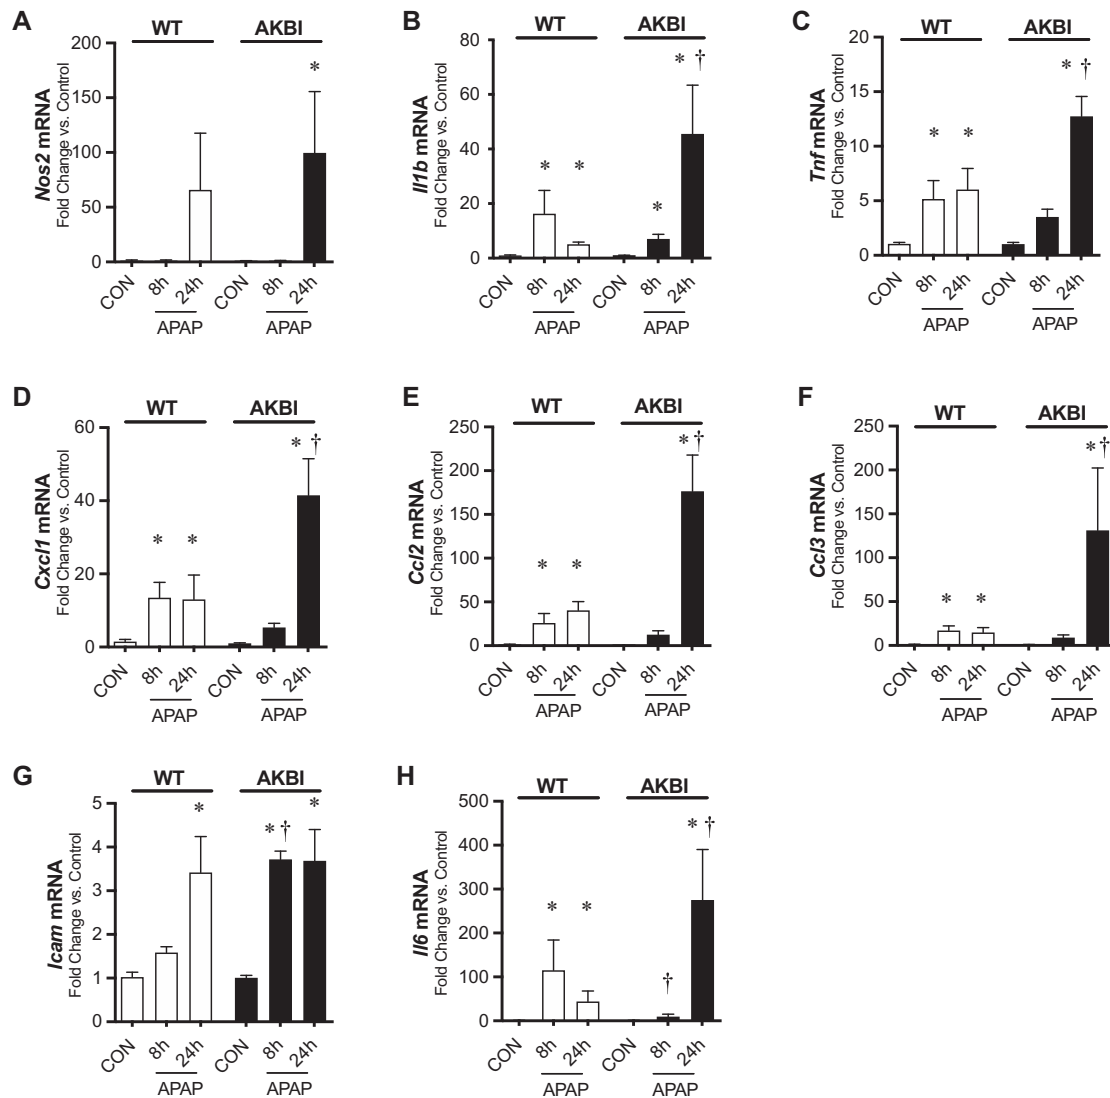 A
WT AKBI
Nos2 mRNA
Fold Change vs. Control
200
150
100
50
0
*
CON 8h 24h CON 8h 24h
APAP APAP
B
WT AKBI
Il1b mRNA
Fold Change vs. Control
80
60
40
20
0
* * * * †
CON 8h 24h CON 8h 24h
APAP APAP
C
WT AKBI
Tnf mRNA
Fold Change vs. Control
20
15
10
5
0
* * * †
CON 8h 24h CON 8h 24h
APAP APAP
D
WT AKBI
Cxcl1 mRNA
Fold Change vs. Control
60
40
20
0
* * * †
CON 8h 24h CON 8h 24h
APAP APAP
E
WT AKBI
Ccl2 mRNA
Fold Change vs. Control
250
200
150
100
50
0
* * * †
CON 8h 24h CON 8h 24h
APAP APAP
F
WT AKBI
Ccl3 mRNA
Fold Change vs. Control
250
200
150
100
50
0
* * * †
CON 8h 24h CON 8h 24h
APAP APAP
G
WT AKBI
Icam mRNA
Fold Change vs. Control
5
4
3
2
1
0
* * † *
CON 8h 24h CON 8h 24h
APAP APAP
H
WT AKBI
Il6 mRNA
Fold Change vs. Control
500
400
300
200
100
0
* * † * †
CON 8h 24h CON 8h 24h
APAP APAP